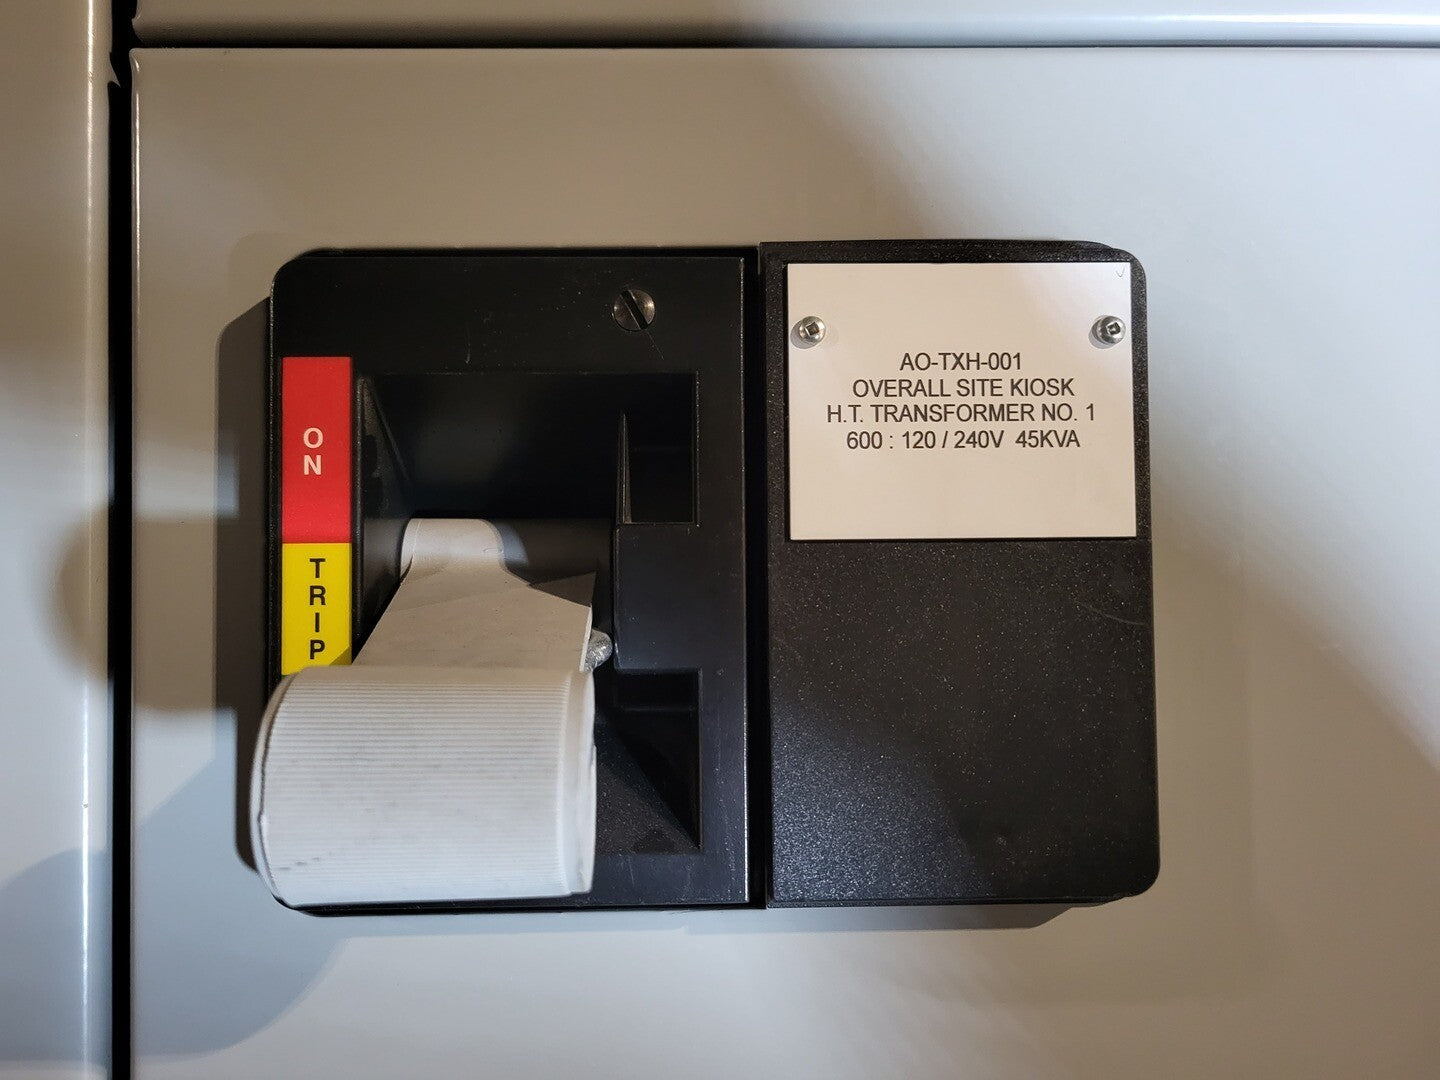 ON
TRIP
AO-TXH-001
OVERALL SITE KIOSK
H.T. TRANSFORMER NO. 1
600 : 120 / 240V 45KVA